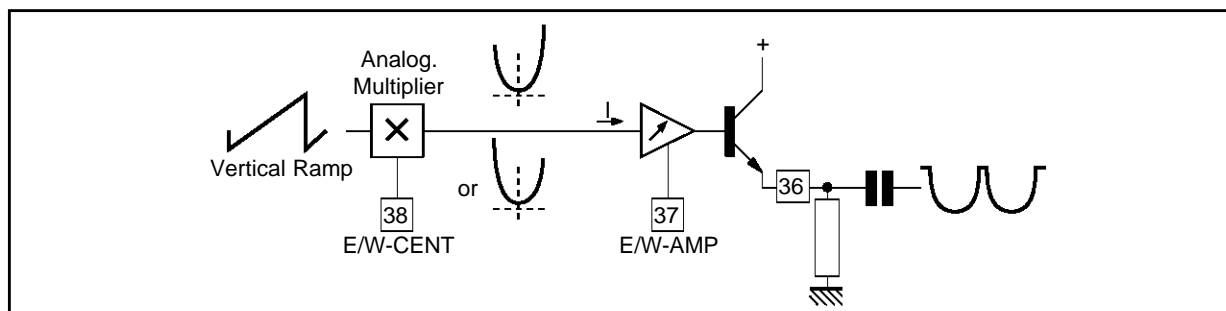 Analog.
Multiplier
+
I
Vertical Ramp
or
38
E/W-CENT
37
E/W-AMP
36